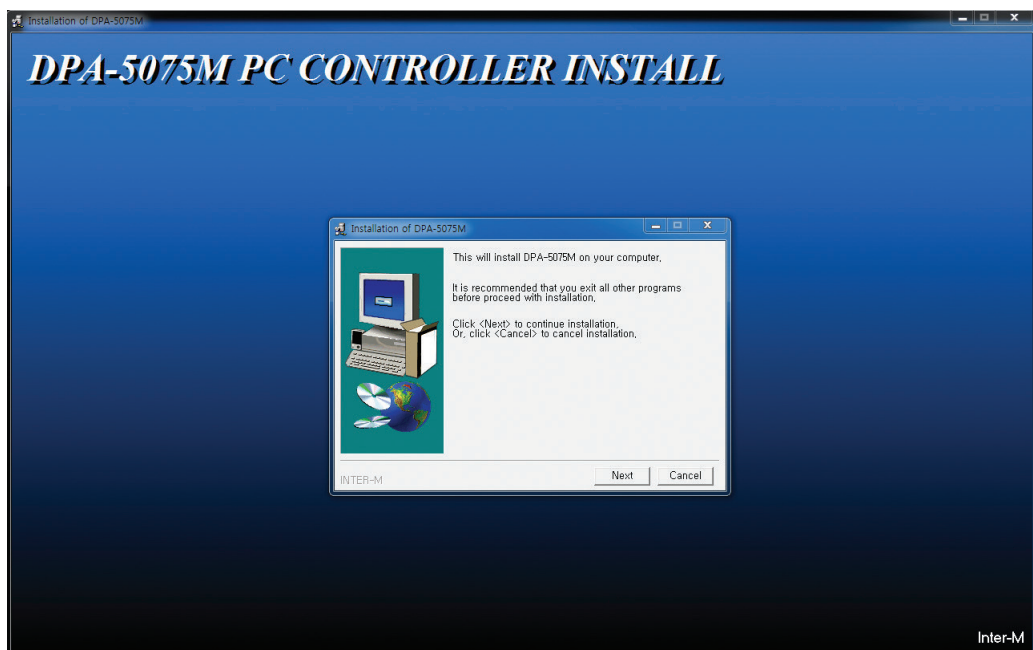 Installation of DPA-5075M
DPA-5075M PC CONTROLLER INSTALL
Installation of DPA-5075M
This will install DPA-5075M on your computer,
It is recommended that you exit all other programs
before proceed with installation,
Click <Next> to continue installation,
Or, click <Cancel> to cancel installation,
INTER-M
Next
Cancel
Inter-M